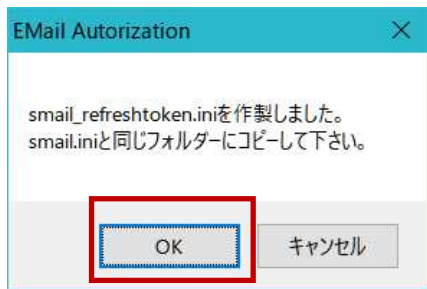 EMail Autorization
smail_refreshtoken.iniを作製しました。
smail.iniと同じフォルダーにコピーして下さい。
OK
キャンセル